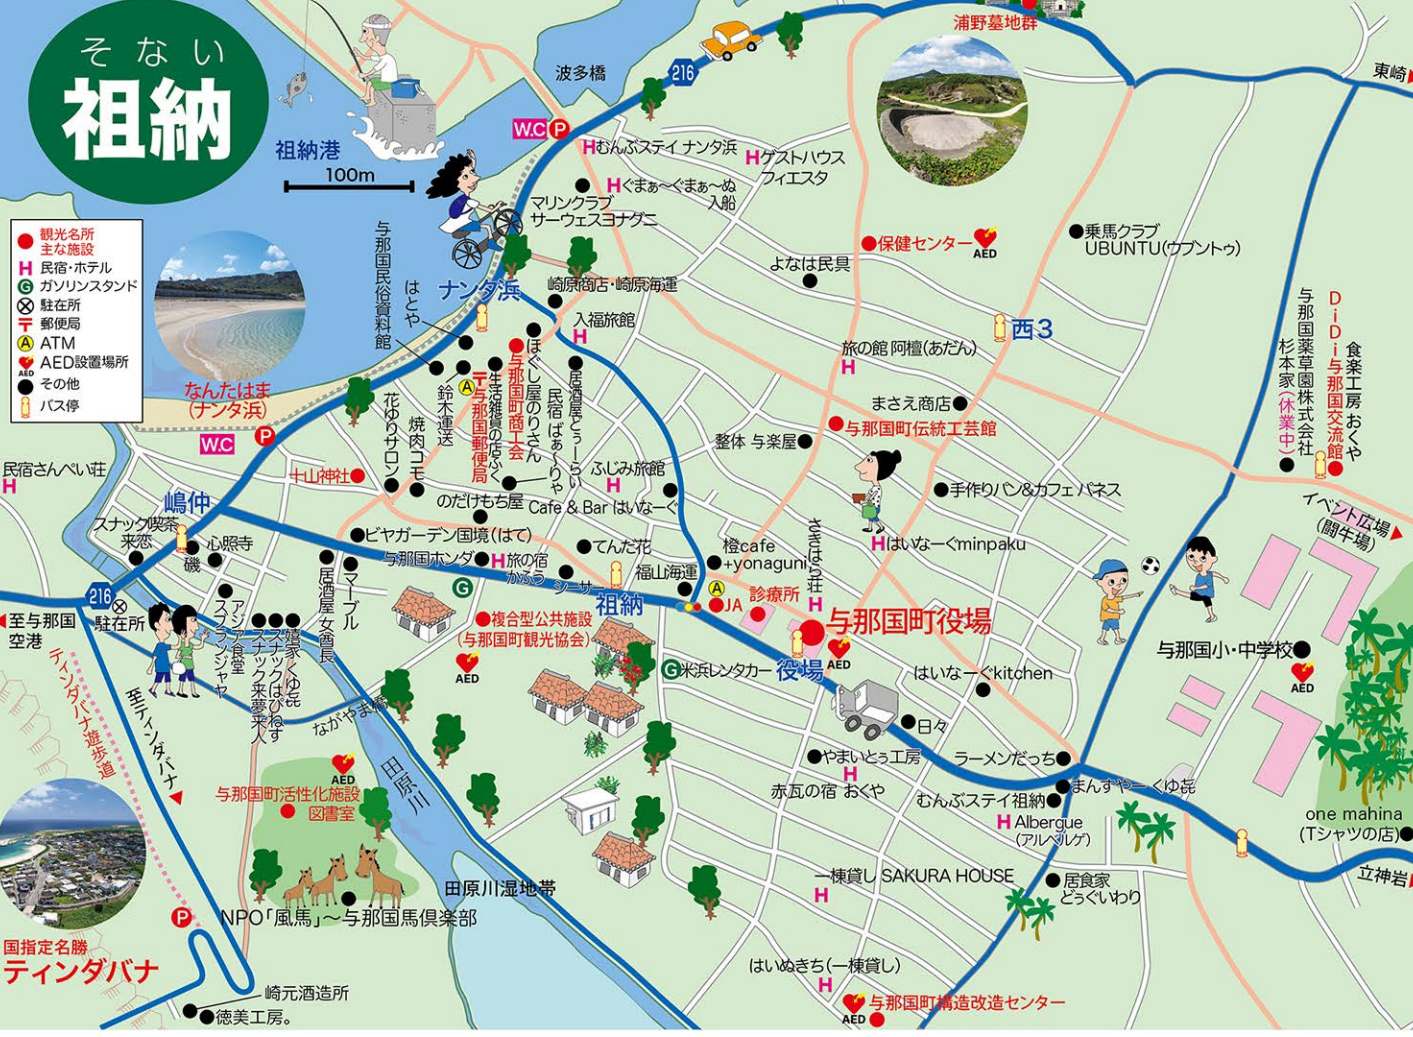 そない
祖納
祖納港
100m
波多橋
216
浦野墓地群
東崎
W.C
P
観光名所
主な施設
H 民宿・ホテル
G ガソリンスタンド
駐在所
〒 郵便局
A ATM
AED設置場所
AED
その他
バス停
なんたはま
(ナンタ浜)
W.C
P
Hむんぶステイ ナンタ浜
Hゲストハウス
フィエスタ
Hぐまぁ〜ぐまぁ〜ぬ
入船
マリンクラブ
サーウェスヨナグニ
与那国民俗資料館
はとや
ナンタ浜
崎原商店・崎原海運
入福旅館
H
保健センター
AED
よなは民具
乗馬クラブ
UBUNTU(ウブントゥ)
西3
旅の館 阿檀(あだん)
H
まさえ商店
与那国町伝統工芸館
整体 与楽屋
手作りパン&カフェ パネス
Hはいなーぐminpaku
与那国薬草園株式会社
杉本家(休業中)
DiDi与那国交流館
食楽工房 おくや
イベント広場
(闘牛場)
花ゆりサロン
焼肉コモ
鈴木運送
A
〒与那国郵便局
生活雑貨の店ふく
与那国町商工会
ほぐし屋のりさん
民宿 ばぁーりや
居酒屋どぅーらい
ふじみ旅館
H
十山神社
のだけもち屋
Cafe & Bar はいなーぐ
民宿さんぺい荘
H
嶋仲
スナック喫茶
来恋
磯
心照寺
ビヤガーデン国境(はて)
与那国ホンダ
H旅の宿
かふう
てんだ花
シーサー
福山海運
橙cafe
+yonaguni
さきはら荘
H
祖納
A
JA
診療所
与那国町役場
AED
役場
G
複合型公共施設
(与那国町観光協会)
AED
G米浜レンタカー
はいなーぐkitchen
日々
与那国小・中学校
AED
216
駐在所
至与那国
空港
アジア食堂
スブランジャヤ
スナック来夢来人
スナックはびねす
嬉家くゆㇶ
居酒屋 女酋長
マーブル
ながやま橋
田原川
ティンダバナ遊歩道
至ティンダバナ
AED
与那国町活性化施設
図書室
NPO「風馬」〜与那国馬倶楽部
田原川湿地帯
P
国指定名勝
ティンダバナ
崎元酒造所
徳美工房。
やまいとぅ工房
H
赤瓦の宿 おくや
ラーメンだっち
まんすやーくゆㇶ
むんぶステイ祖納
H Albergue
(アルベルゲ)
one mahina
(Tシャツの店)
立神岩
一棟貸し SAKURA HOUSE
H
居食家
どぅぐいわり
はいぬきち(一棟貸し)
H
AED
与那国町構造改造センター